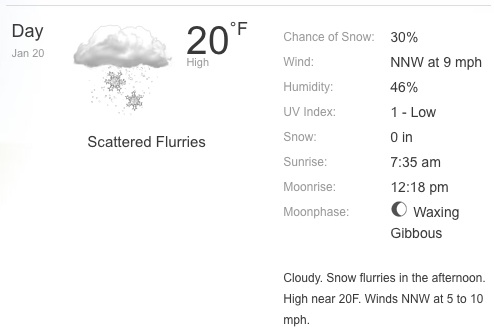 Day
Jan 20
20°F
High
Scattered Flurries
Chance of Snow: 30%
Wind: NNW at 9 mph
Humidity: 46%
UV Index: 1 - Low
Snow: 0 in
Sunrise: 7:35 am
Moonrise: 12:18 pm
Moonphase: Waxing
Gibbous
Cloudy. Snow flurries in the afternoon.
High near 20F. Winds NNW at 5 to 10
mph.